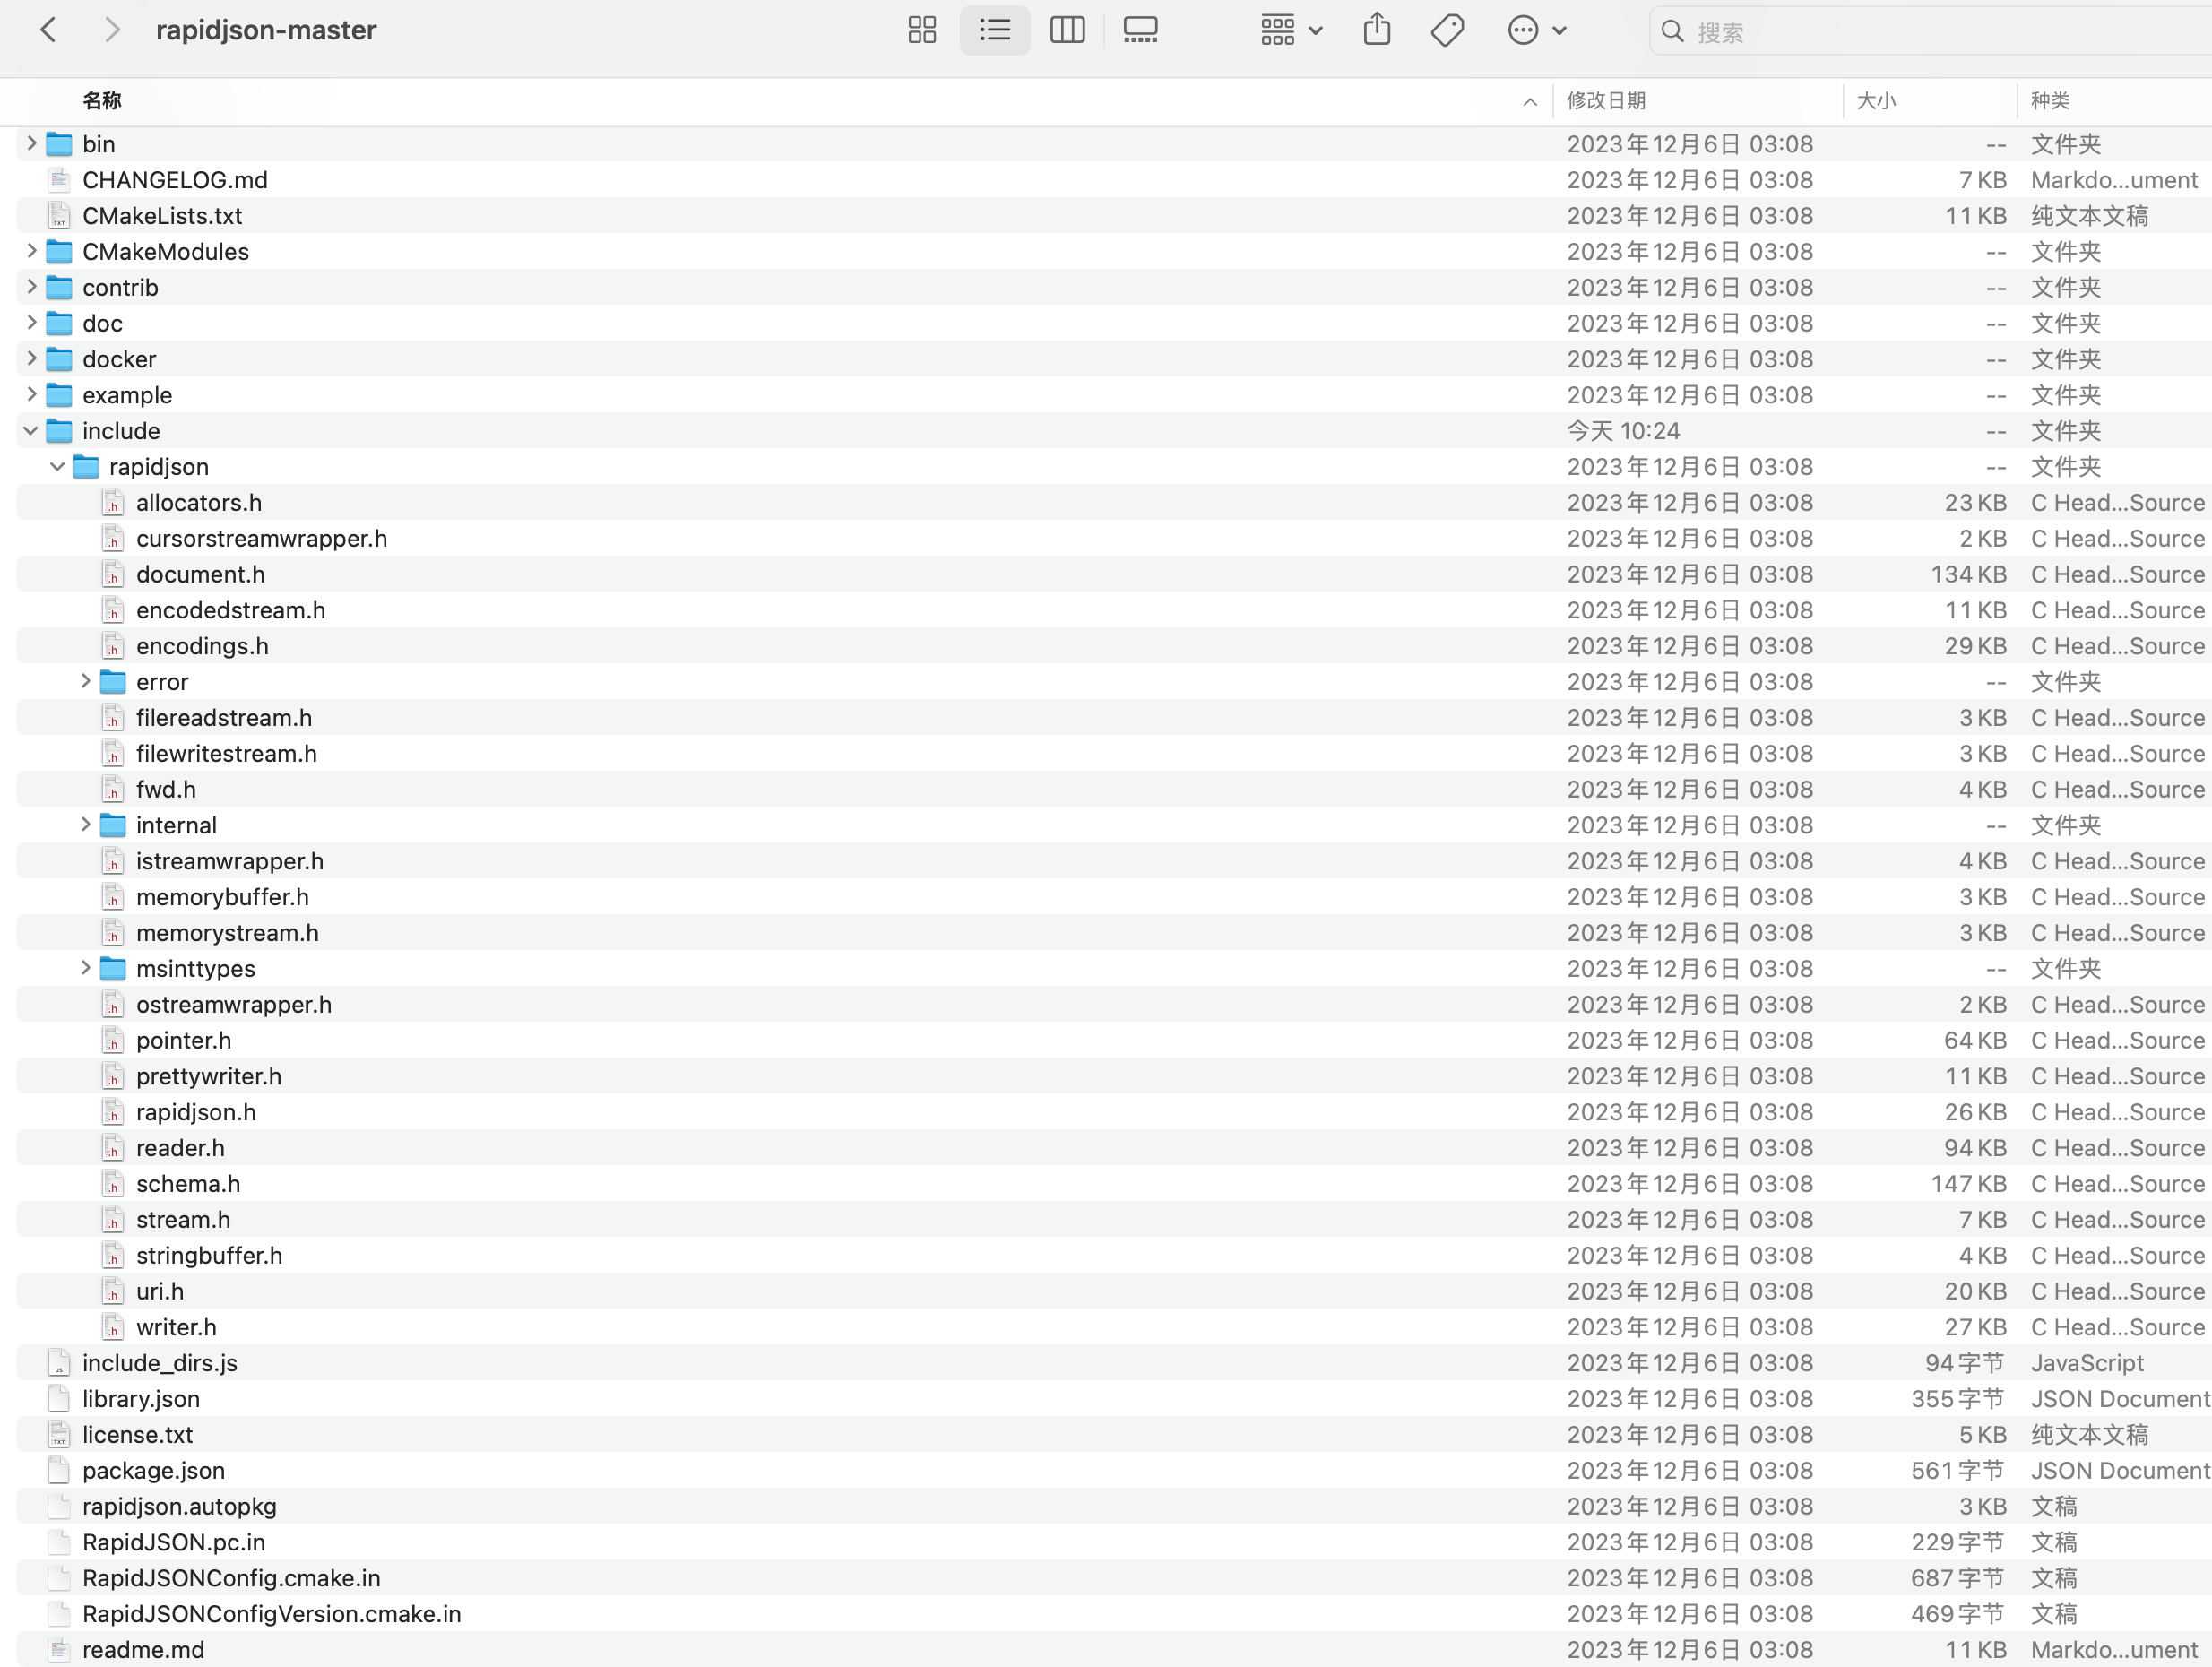 rapidjson-master
搜索
名称 修改日期 大小 种类
bin 2023年12月6日 03:08 -- 文件夹
CHANGELOG.md 2023年12月6日 03:08 7 KB Markdo...ument
CMakeLists.txt 2023年12月6日 03:08 11 KB 纯文本文稿
CMakeModules 2023年12月6日 03:08 -- 文件夹
contrib 2023年12月6日 03:08 -- 文件夹
doc 2023年12月6日 03:08 -- 文件夹
docker 2023年12月6日 03:08 -- 文件夹
example 2023年12月6日 03:08 -- 文件夹
include 今天 10:24 -- 文件夹
rapidjson 2023年12月6日 03:08 -- 文件夹
allocators.h 2023年12月6日 03:08 23 KB C Head...Source
cursorstreamwrapper.h 2023年12月6日 03:08 2 KB C Head...Source
document.h 2023年12月6日 03:08 134 KB C Head...Source
encodedstream.h 2023年12月6日 03:08 11 KB C Head...Source
encodings.h 2023年12月6日 03:08 29 KB C Head...Source
error 2023年12月6日 03:08 -- 文件夹
filereadstream.h 2023年12月6日 03:08 3 KB C Head...Source
filewritestream.h 2023年12月6日 03:08 3 KB C Head...Source
fwd.h 2023年12月6日 03:08 4 KB C Head...Source
internal 2023年12月6日 03:08 -- 文件夹
istreamwrapper.h 2023年12月6日 03:08 4 KB C Head...Source
memorybuffer.h 2023年12月6日 03:08 3 KB C Head...Source
memorystream.h 2023年12月6日 03:08 3 KB C Head...Source
msinttypes 2023年12月6日 03:08 -- 文件夹
ostreamwrapper.h 2023年12月6日 03:08 2 KB C Head...Source
pointer.h 2023年12月6日 03:08 64 KB C Head...Source
prettywriter.h 2023年12月6日 03:08 11 KB C Head...Source
rapidjson.h 2023年12月6日 03:08 26 KB C Head...Source
reader.h 2023年12月6日 03:08 94 KB C Head...Source
schema.h 2023年12月6日 03:08 147 KB C Head...Source
stream.h 2023年12月6日 03:08 7 KB C Head...Source
stringbuffer.h 2023年12月6日 03:08 4 KB C Head...Source
uri.h 2023年12月6日 03:08 20 KB C Head...Source
writer.h 2023年12月6日 03:08 27 KB C Head...Source
include_dirs.js 2023年12月6日 03:08 94 字节 JavaScript
library.json 2023年12月6日 03:08 355 字节 JSON Document
license.txt 2023年12月6日 03:08 5 KB 纯文本文稿
package.json 2023年12月6日 03:08 561 字节 JSON Document
rapidjson.autopkg 2023年12月6日 03:08 3 KB 文稿
RapidJSON.pc.in 2023年12月6日 03:08 229 字节 文稿
RapidJSONConfig.cmake.in 2023年12月6日 03:08 687 字节 文稿
RapidJSONConfigVersion.cmake.in 2023年12月6日 03:08 469 字节 文稿
readme.md 2023年12月6日 03:08 11 KB Markdo...ument